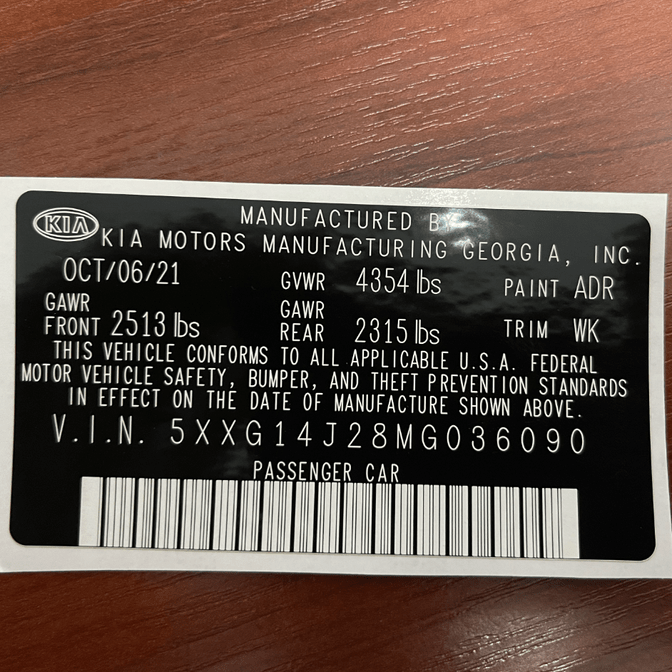 KIA
MANUFACTURED BY
KIA MOTORS MANUFACTURING GEORGIA, INC.
OCT/06/21 GVWR 4354 lbs PAINT ADR
GAWR FRONT 2513 lbs GAWR REAR 2315 lbs TRIM WK
THIS VEHICLE CONFORMS TO ALL APPLICABLE U.S.A. FEDERAL
MOTOR VEHICLE SAFETY, BUMPER, AND THEFT PREVENTION STANDARDS
IN EFFECT ON THE DATE OF MANUFACTURE SHOWN ABOVE.
V.I.N. 5XXG14J28MG036090
PASSENGER CAR